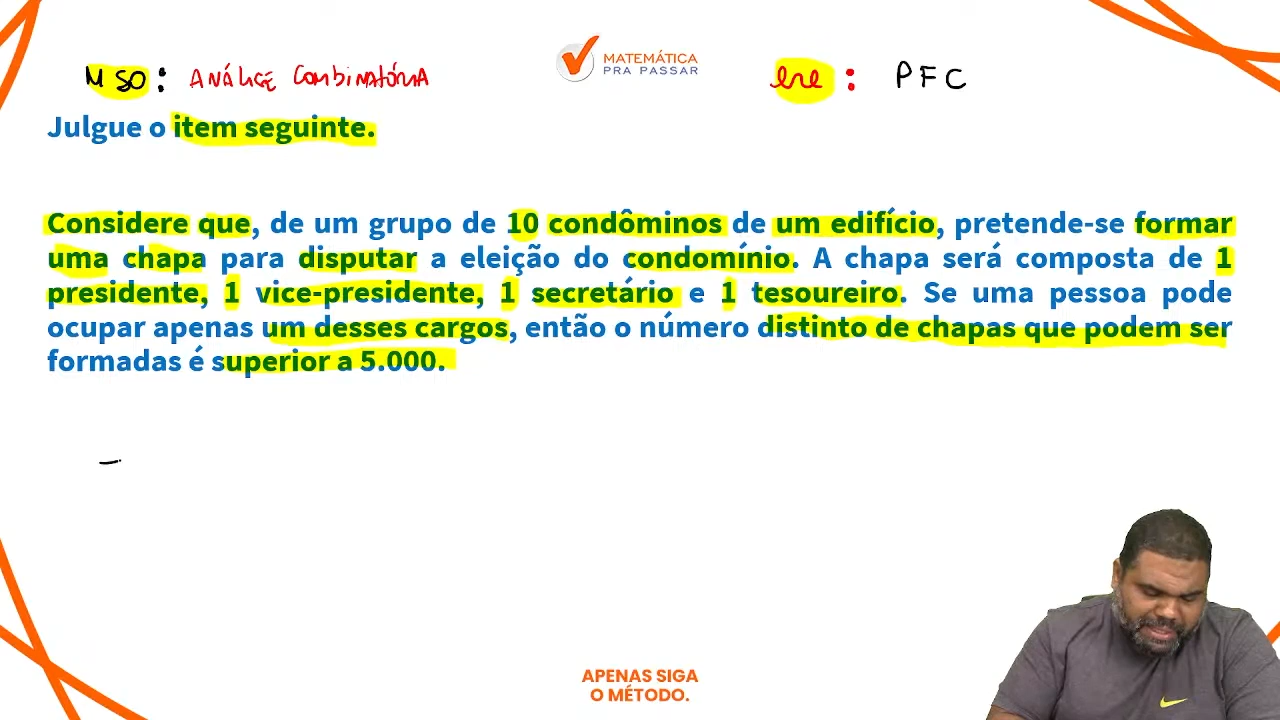 MSO: ANÁLISE COMBINATÓRIA
MATEMÁTICA
PRA PASSAR
: PFC
Julgue o item seguinte.
Considere que, de um grupo de 10 condôminos de um edifício, pretende-se formar
uma chapa para disputar a eleição do condomínio. A chapa será composta de 1
presidente, 1 vice-presidente, 1 secretário e 1 tesoureiro. Se uma pessoa pode
ocupar apenas um desses cargos, então o número distinto de chapas que podem ser
formadas é superior a 5.000.
APENAS SIGA
O MÉTODO.